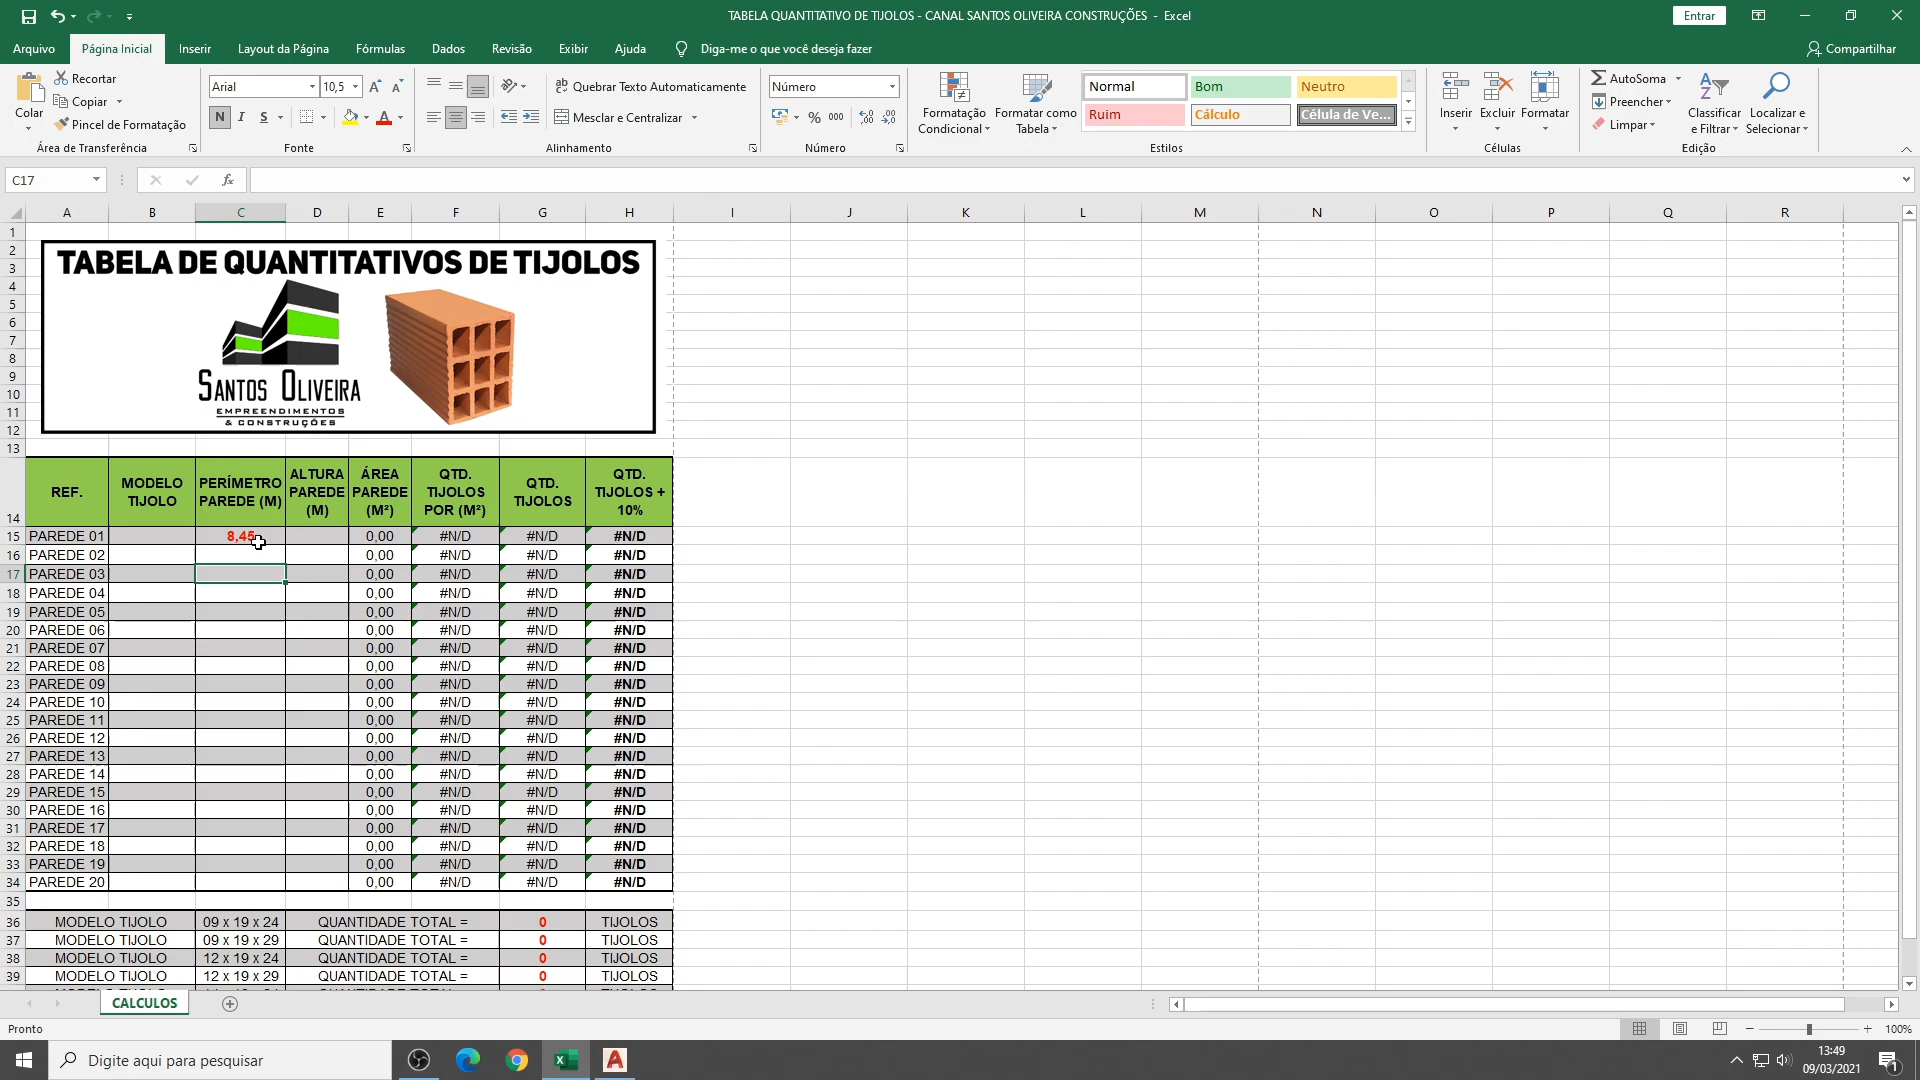 TABELA QUANTITATIVO DE TIJOLOS - CANAL SANTOS OLIVEIRA CONSTRUÇÕES - Excel
Entrar
Arquivo Página Inicial Inserir Layout da Página Fórmulas Dados Revisão Exibir Ajuda Diga-me o que você deseja fazer Compartilhar
Colar
Recortar
Copiar
Pincel de Formatação
Área de Transferência
Arial 10,5
N I S
Fonte
Quebrar Texto Automaticamente
Mesclar e Centralizar
Alinhamento
Número
% 000
Número
Formatação Condicional
Formatar como Tabela
Normal Bom Neutro
Ruim Cálculo Célula de Ve...
Estilos
Inserir Excluir Formatar
Células
AutoSoma
Preencher
Limpar
Classificar e Filtrar
Localizar e Selecionar
Edição
C17 fx
A B C D E F G H I J K L M N O P Q R
1
2
3
4
5
6
7
8
9
10
11
12
13
TABELA DE QUANTITATIVOS DE TIJOLOS
SANTOS OLIVEIRA
EMPREENDIMENTOS
& CONSTRUÇÕES
14 REF. MODELO TIJOLO PERÍMETRO PAREDE (M) ALTURA PAREDE (M) ÁREA PAREDE (M²) QTD. TIJOLOS POR (M²) QTD. TIJOLOS QTD. TIJOLOS + 10%
15 PAREDE 01 8,45 0,00 #N/D #N/D #N/D
16 PAREDE 02 0,00 #N/D #N/D #N/D
17 PAREDE 03 0,00 #N/D #N/D #N/D
18 PAREDE 04 0,00 #N/D #N/D #N/D
19 PAREDE 05 0,00 #N/D #N/D #N/D
20 PAREDE 06 0,00 #N/D #N/D #N/D
21 PAREDE 07 0,00 #N/D #N/D #N/D
22 PAREDE 08 0,00 #N/D #N/D #N/D
23 PAREDE 09 0,00 #N/D #N/D #N/D
24 PAREDE 10 0,00 #N/D #N/D #N/D
25 PAREDE 11 0,00 #N/D #N/D #N/D
26 PAREDE 12 0,00 #N/D #N/D #N/D
27 PAREDE 13 0,00 #N/D #N/D #N/D
28 PAREDE 14 0,00 #N/D #N/D #N/D
29 PAREDE 15 0,00 #N/D #N/D #N/D
30 PAREDE 16 0,00 #N/D #N/D #N/D
31 PAREDE 17 0,00 #N/D #N/D #N/D
32 PAREDE 18 0,00 #N/D #N/D #N/D
33 PAREDE 19 0,00 #N/D #N/D #N/D
34 PAREDE 20 0,00 #N/D #N/D #N/D
35
36 MODELO TIJOLO 09 x 19 x 24 QUANTIDADE TOTAL = 0 TIJOLOS
37 MODELO TIJOLO 09 x 19 x 29 QUANTIDADE TOTAL = 0 TIJOLOS
38 MODELO TIJOLO 12 x 19 x 24 QUANTIDADE TOTAL = 0 TIJOLOS
39 MODELO TIJOLO 12 x 19 x 29 QUANTIDADE TOTAL = 0 TIJOLOS
CALCULOS
Pronto
100%
Digite aqui para pesquisar
13:49
09/03/2021
1